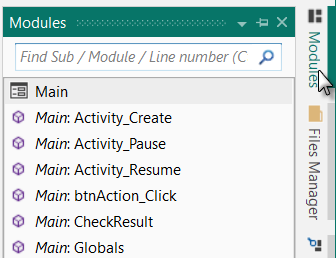 Modules
Find Sub / Module / Line number (C
Main
Main: Activity_Create
Main: Activity_Pause
Main: Activity_Resume
Main: btnAction_Click
Main: CheckResult
Main: Globals
Modules
Files Manager